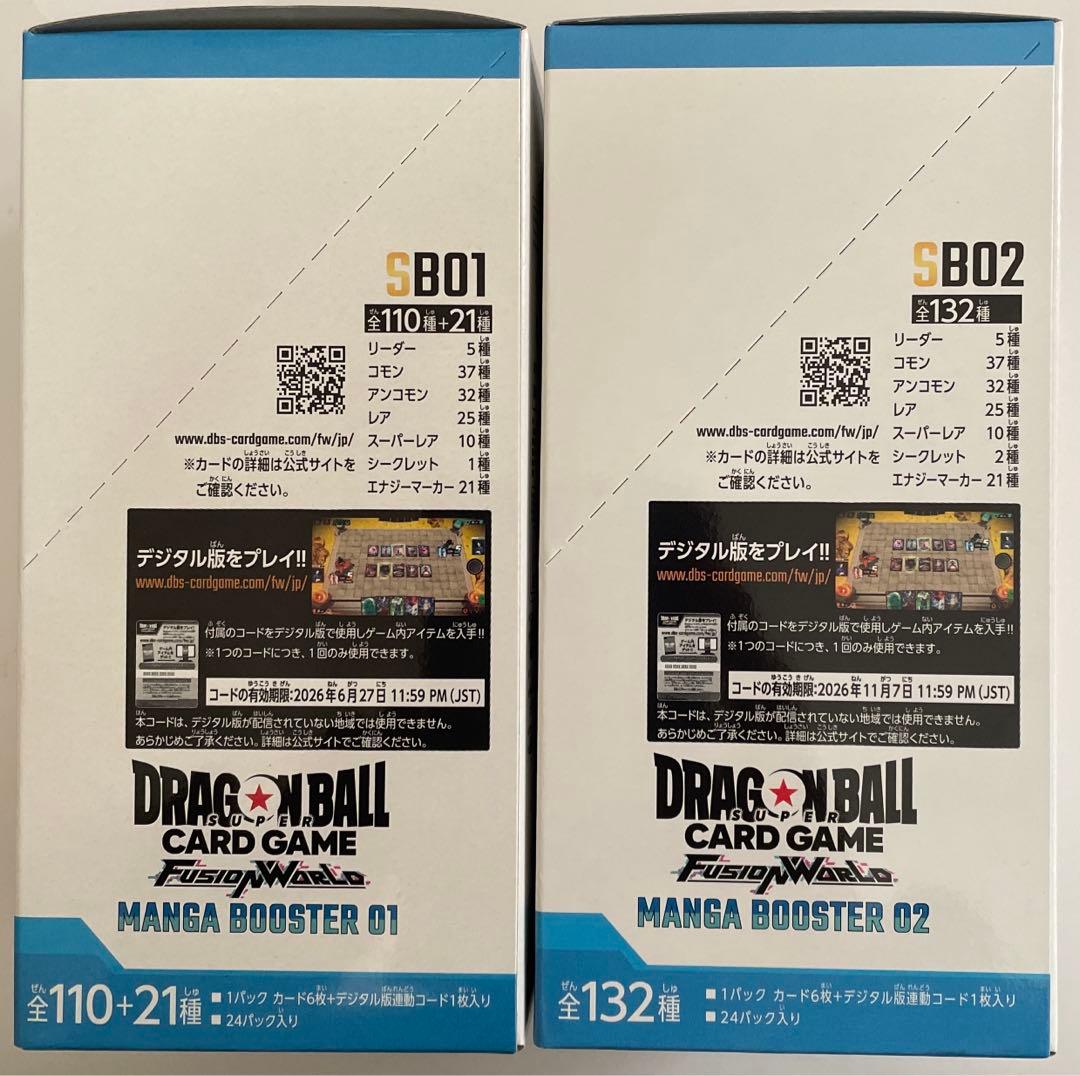 SB01
全110種+21種
リーダー 5種
コモン 37種
アンコモン 32種
レア 25種
スーパーレア 10種
シークレット 1種
エナジーマーカー 21種
www.dbs-cardgame.com/fw/jp/
※カードの詳細は公式サイトを
ご確認ください。
デジタル版をプレイ!!
www.dbs-cardgame.com/fw/jp/
付属のコードをデジタル版で使用しゲーム内アイテムを入手!!
※1つのコードにつき、1回のみ使用できます。
コードの有効期限:2026年6月27日 11:59 PM (JST)
本コードは、デジタル版が配信されていない地域では使用できません。
あらかじめご了承ください。詳細は公式サイトでご確認ください。
DRAGON BALL
SUPER
CARD GAME
FUSION WORLD
MANGA BOOSTER 01
全110+21種
■ 1パック カード6枚+デジタル版連動コード1枚入り
■ 24パック入り
SB02
全132種
リーダー 5種
コモン 37種
アンコモン 32種
レア 25種
スーパーレア 10種
シークレット 2種
エナジーマーカー 21種
www.dbs-cardgame.com/fw/jp/
※カードの詳細は公式サイトを
ご確認ください。
デジタル版をプレイ!!
www.dbs-cardgame.com/fw/jp/
付属のコードをデジタル版で使用しゲーム内アイテムを入手!!
※1つのコードにつき、1回のみ使用できます。
コードの有効期限:2026年11月7日 11:59 PM (JST)
本コードは、デジタル版が配信されていない地域では使用できません。
あらかじめご了承ください。詳細は公式サイトでご確認ください。
DRAGON BALL
SUPER
CARD GAME
FUSION WORLD
MANGA BOOSTER 02
全132種
■ 1パック カード6枚+デジタル版連動コード1枚入り
■ 24パック入り